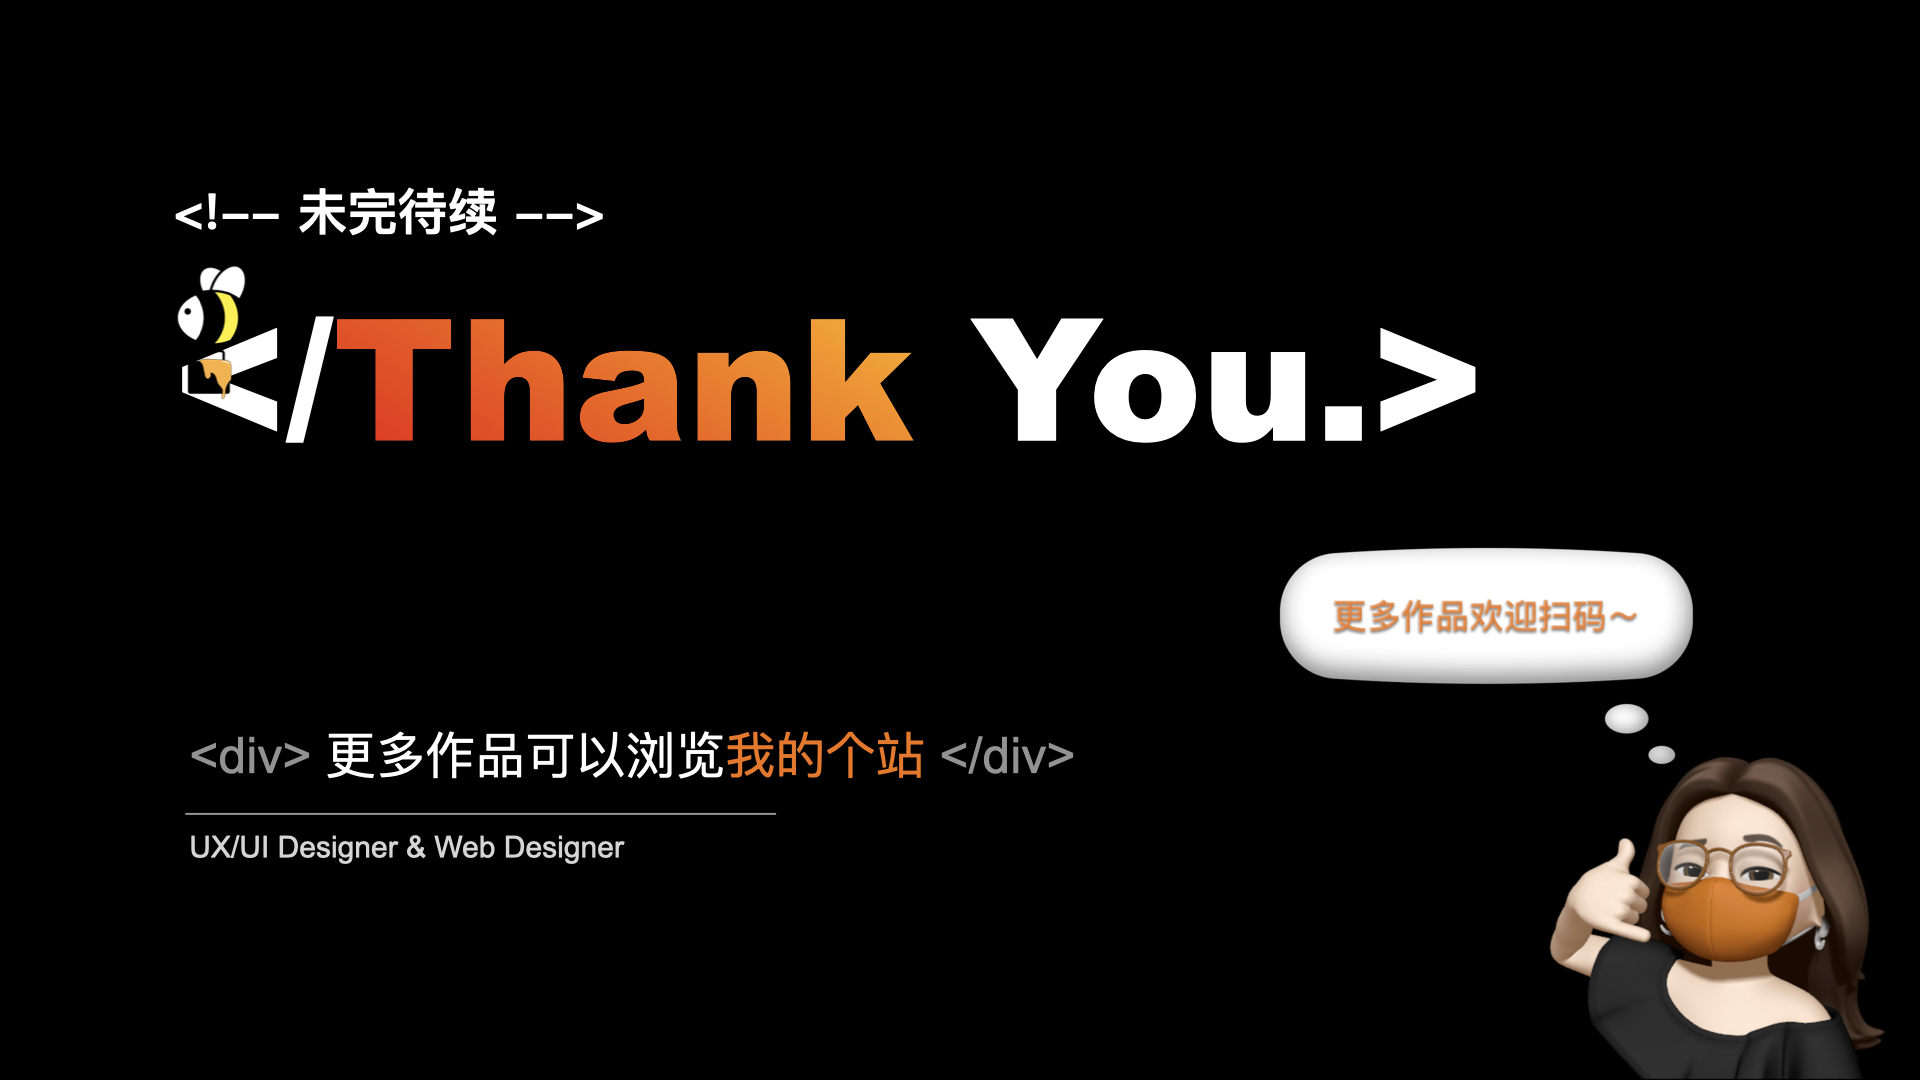 <!-- 未完待续 -->
</Thank You.>
更多作品欢迎扫码～
<div> 更多作品可以浏览我的个站 </div>
UX/UI Designer & Web Designer